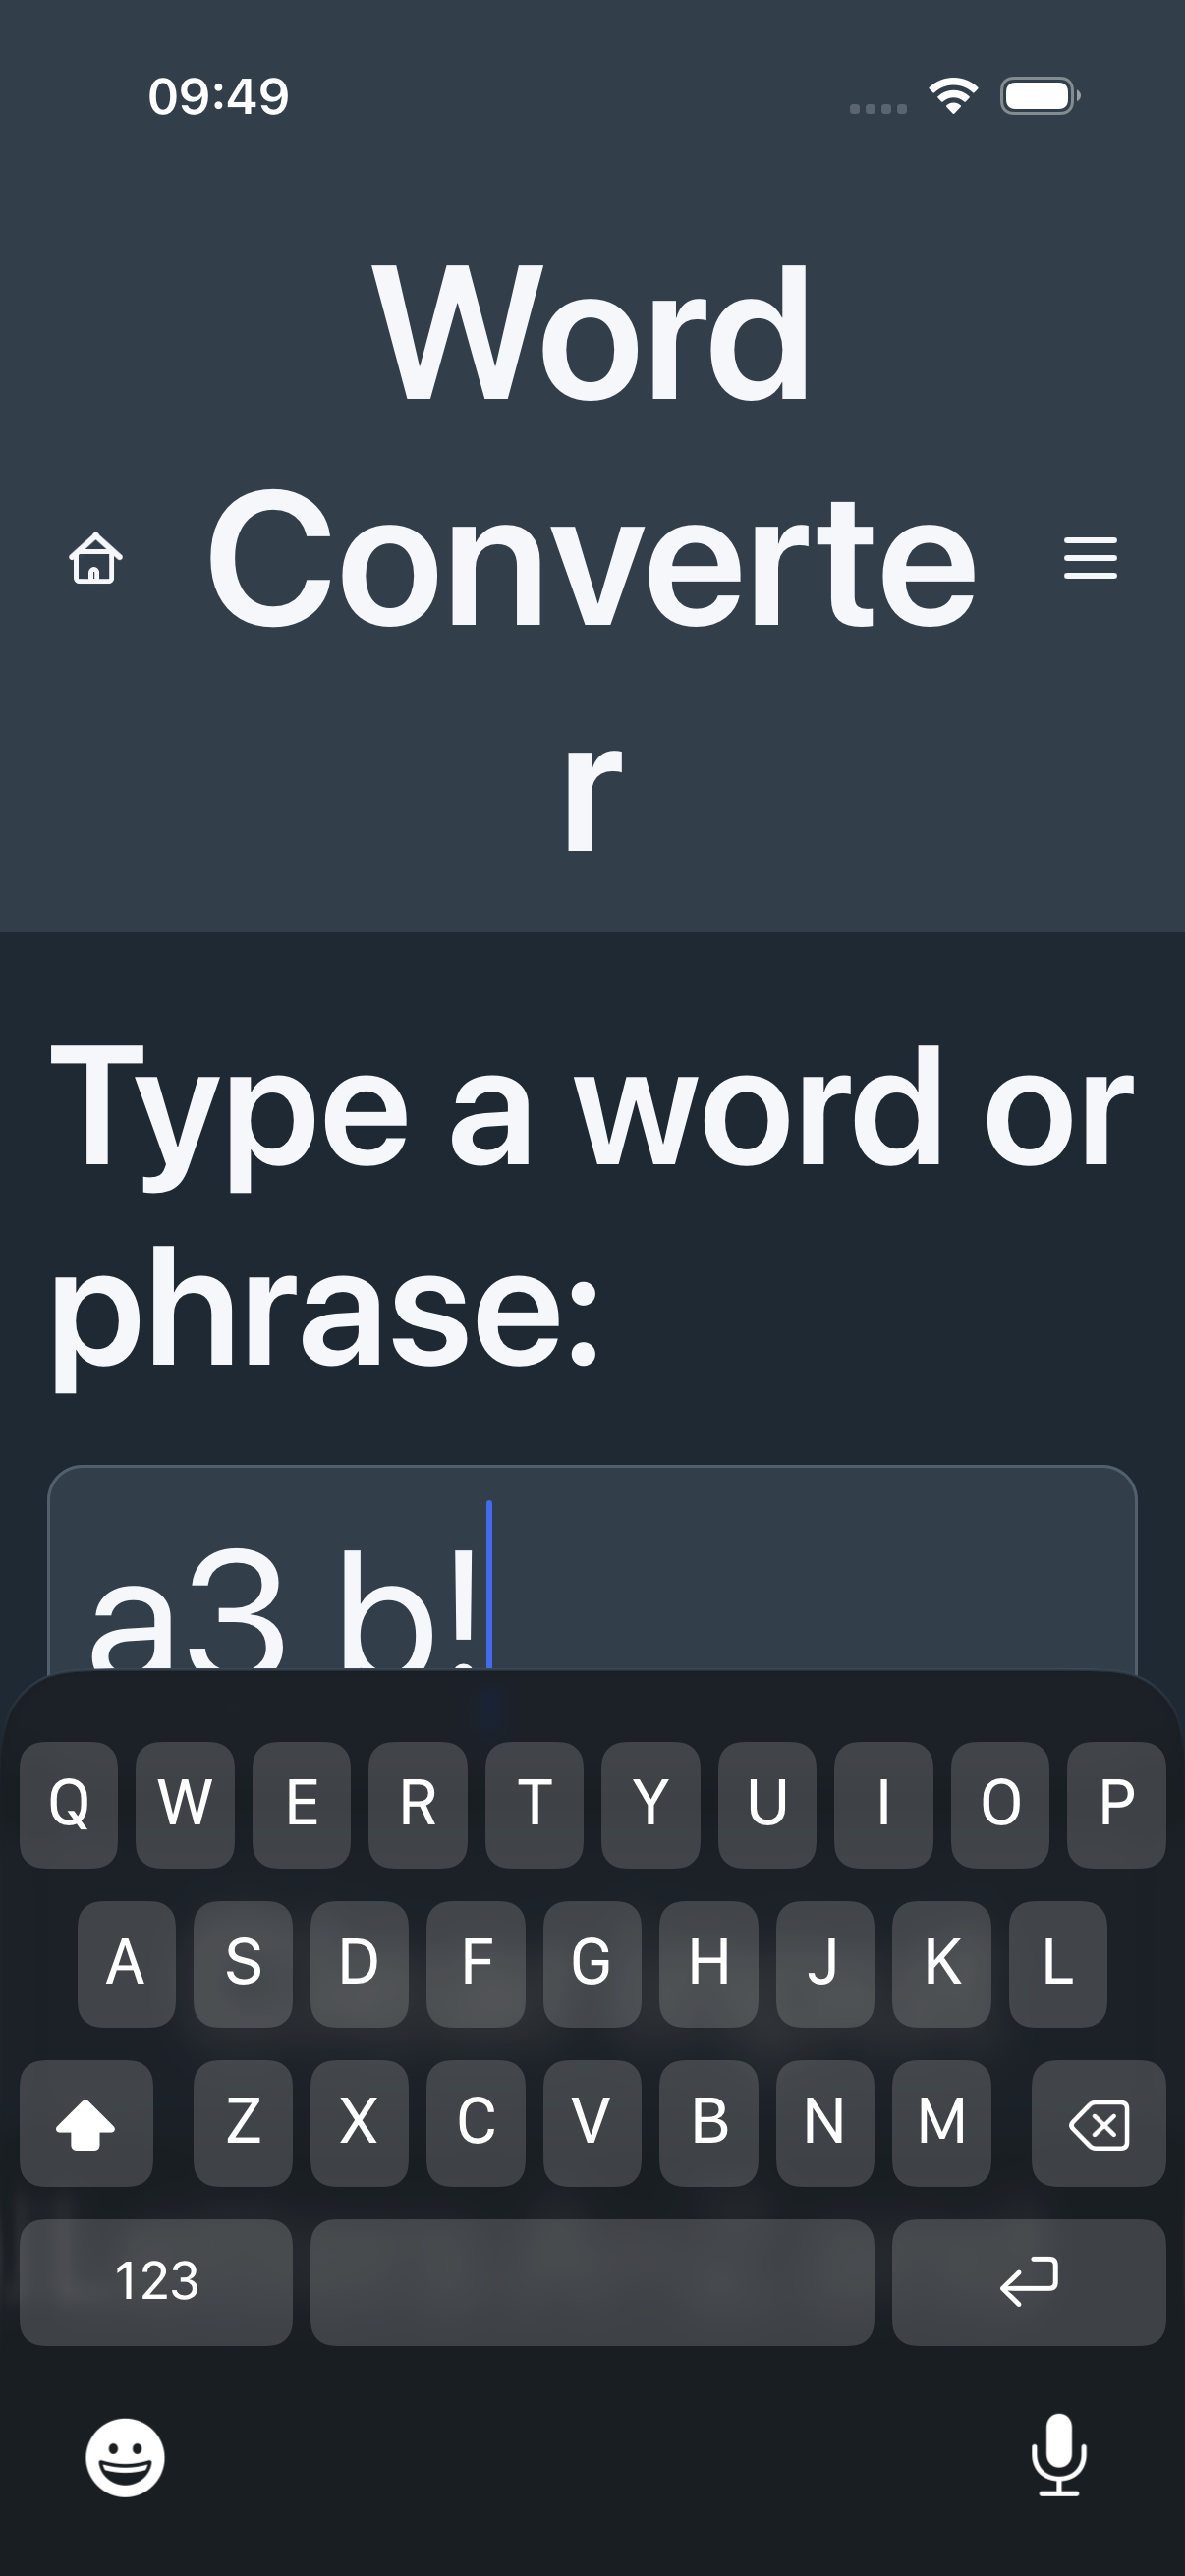 09:49
Word
Converte
r
Type a word or
phrase:
a3 b!
Q W E R T Y U I O P
A S D F G H J K L
Z X C V B N M
123